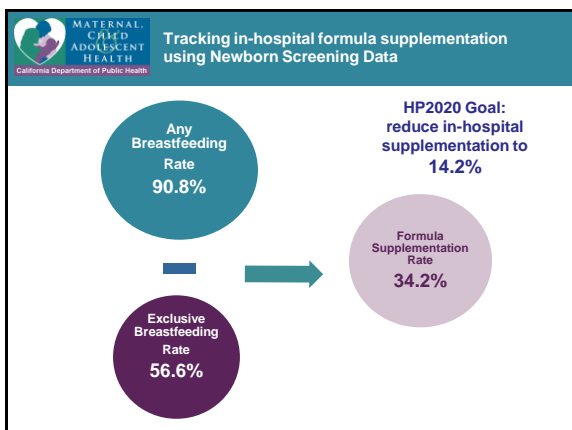 MATERNAL,
CHILD
ADOLESCENT
HEALTH
California Department of Public Health
Tracking in-hospital formula supplementation
using Newborn Screening Data
Any
Breastfeeding
Rate
90.8%
HP2020 Goal:
reduce in-hospital
supplementation to
14.2%
Formula
Supplementation
Rate
34.2%
Exclusive
Breastfeeding
Rate
56.6%